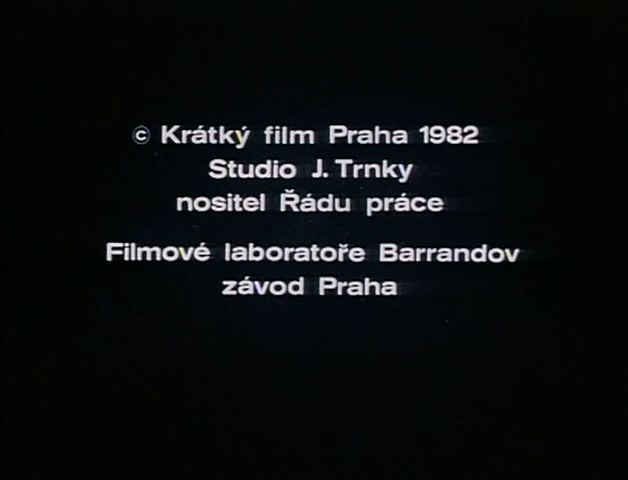 © Krátký film Praha 1982
Studio J. Trnky
nositel Řádu práce
Filmové laboratoře Barrandov
závod Praha